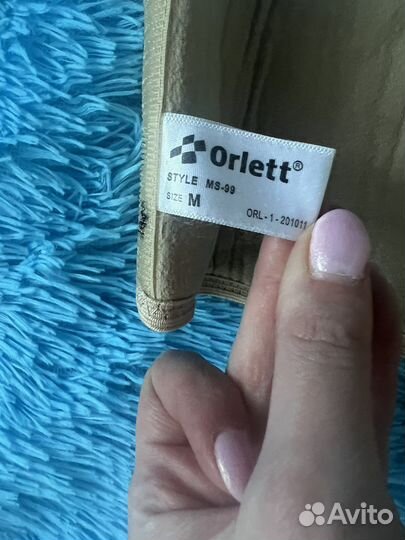 Orlett®
STYLE MS-99
SIZE M
ORL-1-201011
Avito